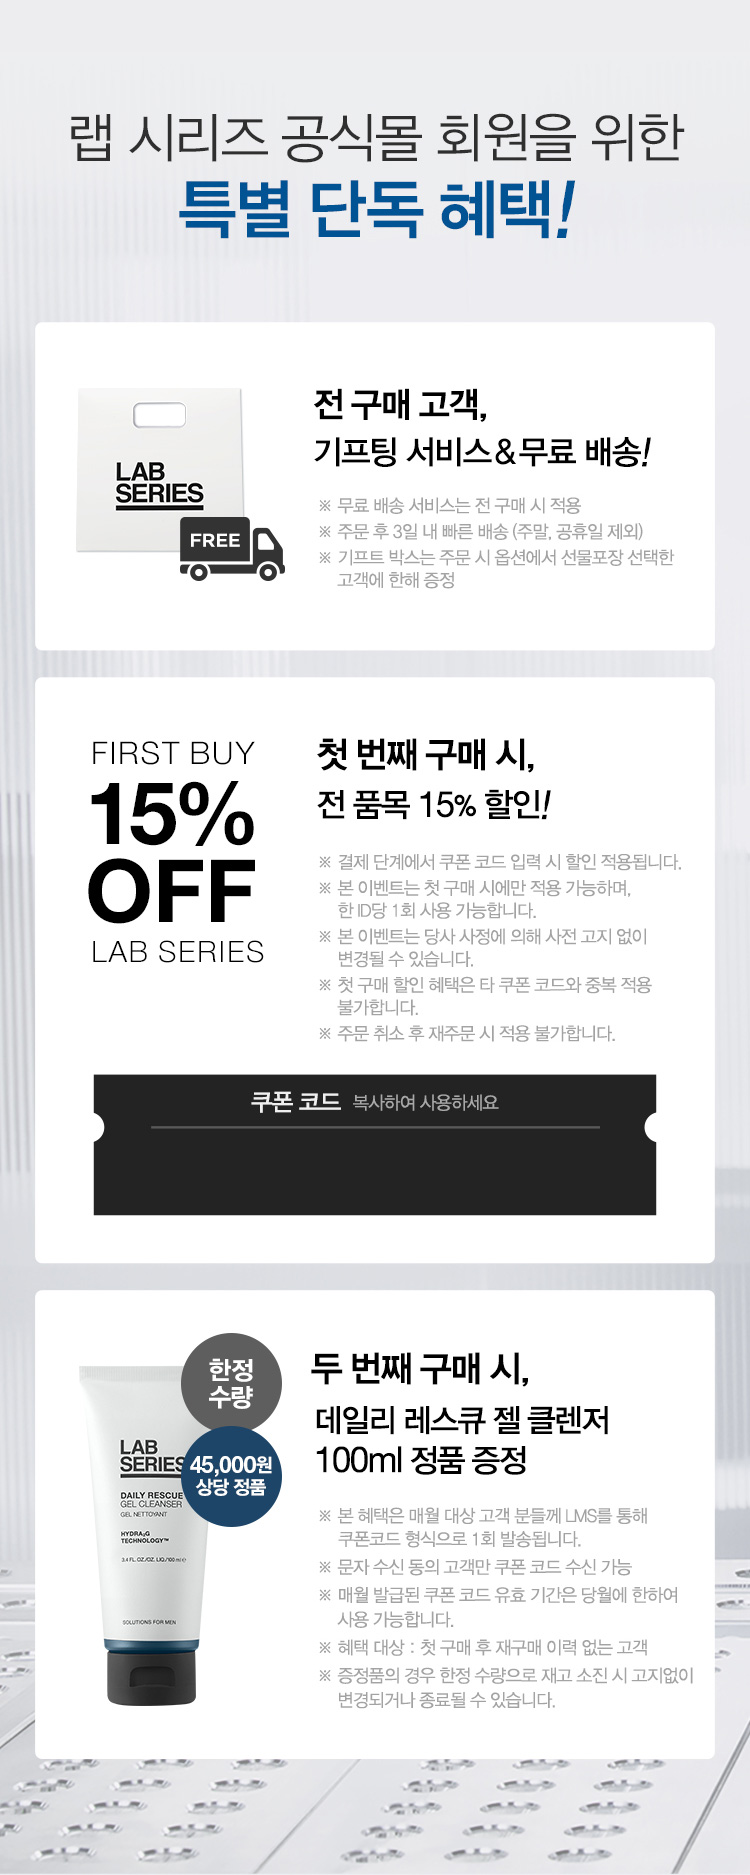 랩 시리즈 공식몰 회원을 위한
특별 단독 혜택!
LAB
SERIES
FREE
전 구매 고객,
기프팅 서비스&무료 배송!
※ 무료 배송 서비스는 전 구매 시 적용
※ 주문 후 3일 내 빠른 배송 (주말, 공휴일 제외)
※ 기프트 박스는 주문 시 옵션에서 선물포장 선택한
고객에 한해 증정
FIRST BUY
15%
OFF
LAB SERIES
첫 번째 구매 시,
전 품목 15% 할인!
※ 결제 단계에서 쿠폰 코드 입력 시 할인 적용됩니다.
※ 본 이벤트는 첫 구매 시에만 적용 가능하며,
한 ID당 1회 사용 가능합니다.
※ 본 이벤트는 당사 사정에 의해 사전 고지 없이
변경될 수 있습니다.
※ 첫 구매 할인 혜택은 타 쿠폰 코드와 중복 적용
불가합니다.
※ 주문 취소 후 재주문 시 적용 불가합니다.
쿠폰 코드 복사하여 사용하세요
한정
수량
45,000원
상당 정품
LAB
SERIES
DAILY RESCUE
GEL CLEANSER
GEL NETTOYANT
HYDRA2G
TECHNOLOGY™
3.4 FL. OZ./OZ. LIQ./100 ml e
SOLUTIONS FOR MEN
두 번째 구매 시,
데일리 레스큐 젤 클렌저
100ml 정품 증정
※ 본 혜택은 매월 대상 고객 분들께 LMS를 통해
쿠폰코드 형식으로 1회 발송됩니다.
※ 문자 수신 동의 고객만 쿠폰 코드 수신 가능
※ 매월 발급된 쿠폰 코드 유효 기간은 당월에 한하여
사용 가능합니다.
※ 혜택 대상 : 첫 구매 후 재구매 이력 없는 고객
※ 증정품의 경우 한정 수량으로 재고 소진 시 고지없이
변경되거나 종료될 수 있습니다.